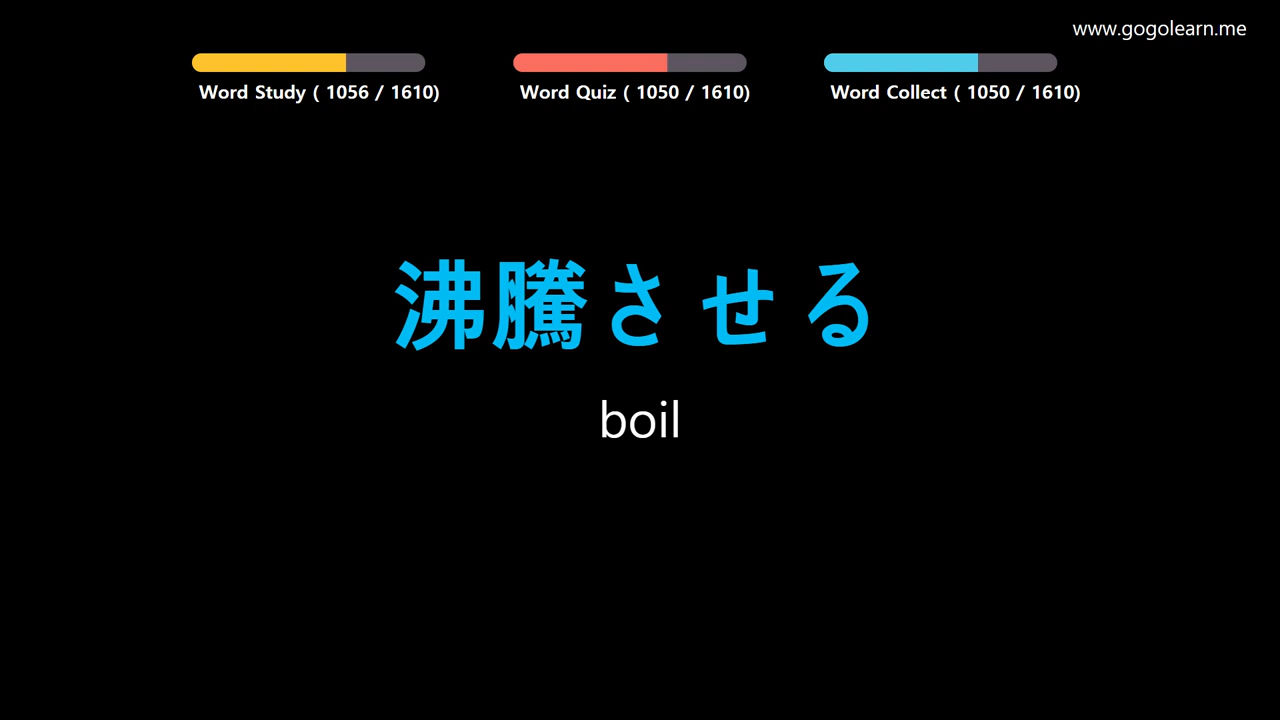 www.gogolearn.me
Word Study ( 1056 / 1610)
Word Quiz ( 1050 / 1610)
Word Collect ( 1050 / 1610)
沸騰させる
boil